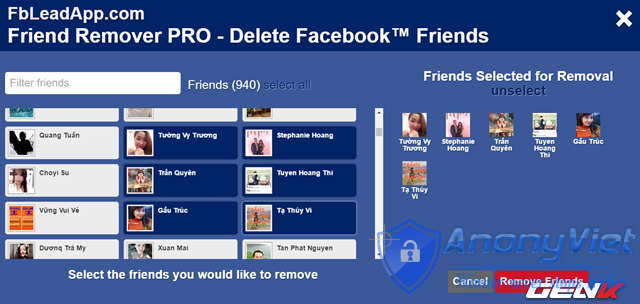 FbLeadApp.com
Friend Remover PRO - Delete Facebook™ Friends
Filter friends
Friends (940) select all
Quang Tuấn
Tường Vy Trương
Stephanie Hoang
Choyi Su
Trần Quyên
Tuyen Hoang Thi
Vững Vui Vẻ
Gấu Trúc
Tạ Thúy Vi
Dương Trà My
Xuan Mai
Tan Phat Nguyen
Select the friends you would like to remove
Friends Selected for Removal
unselect
Tường Vy
Trương
Stephanie
Hoang
Trần
Quyên
Tuyen
Hoang
Thi
Gấu Trúc
Tạ Thúy
Vi
AnonyViet
Cancel
Remove Friends
GENK